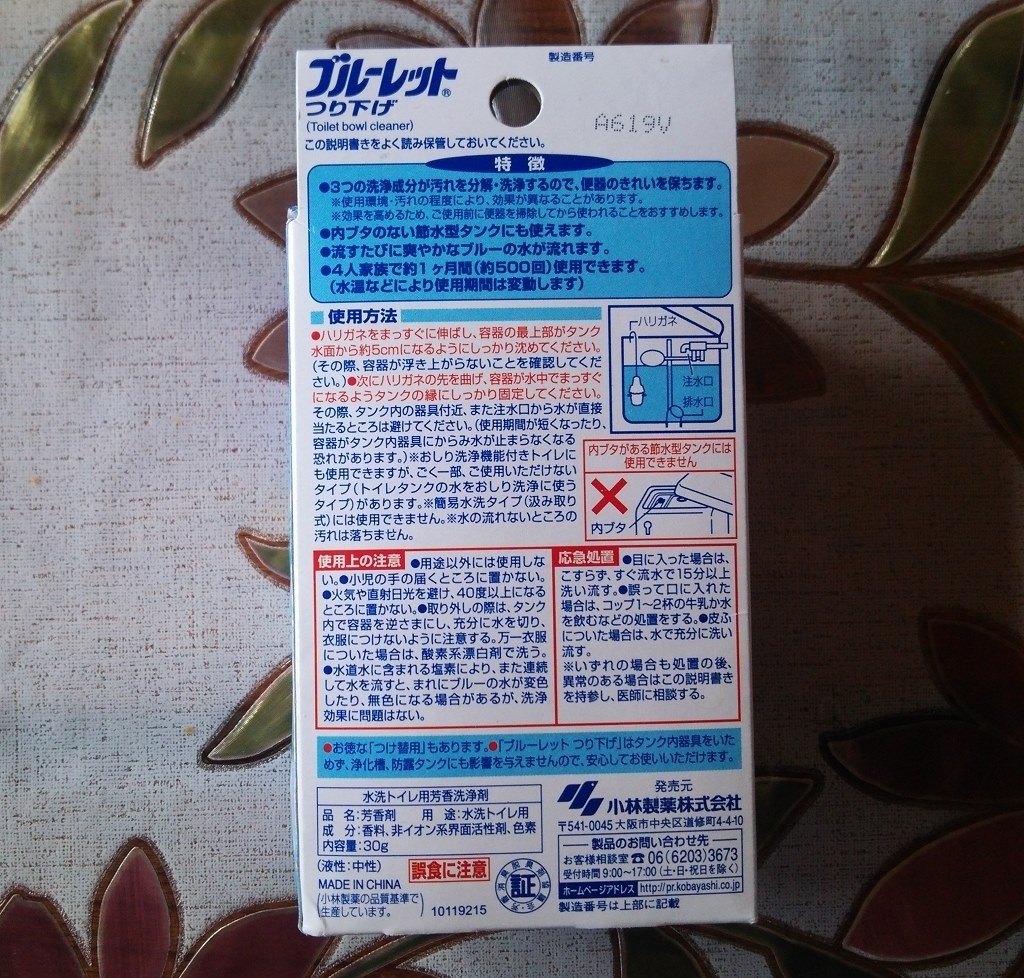 ブルーレット®
つり下げ
(Toilet bowl cleaner)
製造番号
A619V
この説明書きをよく読み保管しておいてください。
特徴
●3つの洗浄成分が汚れを分解・洗浄するので、便器のきれいを保ちます。
※使用環境・汚れの程度により、効果が異なることがあります。
※効果を高めるため、ご使用前に便器を掃除してから使われることをおすすめします。
●内ブタのない節水型タンクにも使えます。
●流すたびに爽やかなブルーの水が流れます。
●4人家族で約1ヶ月間(約500回)使用できます。
(水温などにより使用期間は変動します)
使用方法
●ハリガネをまっすぐに伸ばし、容器の最上部がタンク
水面から約5cmになるようにしっかり沈めてください。
(その際、容器が浮き上がらないことを確認してくだ
さい。)●次にハリガネの先を曲げ、容器が水中でまっすぐ
になるようタンクの縁にしっかり固定してください。
その際、タンク内の器具付近、また注水口から水が直接
当たるところは避けてください。(使用期間が短くなったり、
容器がタンク内器具にからみ水が止まらなくなる
恐れがあります。)※おしり洗浄機能付きトイレに
も使用できますが、ごく一部、ご使用いただけない
タイプ(トイレタンクの水をおしり洗浄に使う
タイプ)があります。※簡易水洗タイプ(汲み取り
式)には使用できません。※水の流れないところの
汚れは落ちません。
ハリガネ
注水口
排水口
内ブタがある節水型タンクには
使用できません
内ブタ
使用上の注意 ●用途以外には使用しな
い。●小児の手の届くところに置かない。
●火気や直射日光を避け、40度以上になる
ところに置かない。●取り外しの際は、タンク
内で容器を逆さまにし、充分に水を切り、
衣服につけないように注意する。万一衣服
についた場合は、酸素系漂白剤で洗う。
●水道水に含まれる塩素により、また連続
して水を流すと、まれにブルーの水が変色
したり、無色になる場合があるが、洗浄
効果に問題はない。
応急処置 ●目に入った場合は、
こすらず、すぐ流水で15分以上
洗い流す。●誤って口に入れた
場合は、コップ1~2杯の牛乳か水
を飲むなどの処置をする。●皮ふ
についた場合は、水で充分に洗い
流す。
※いずれの場合も処置の後、
異常のある場合はこの説明書き
を持参し、医師に相談する。
●お徳な「つけ替用」もあります。●「ブルーレット つり下げ」はタンク内器具をいた
めず、浄化槽、防露タンクにも影響を与えませんので、安心してお使いいただけます。
水洗トイレ用芳香洗浄剤
品 名:芳香剤 用 途:水洗トイレ用
成 分:香料、非イオン系界面活性剤、色素
内容量:30g
(液性:中性)
誤食に注意
MADE IN CHINA
(小林製薬の品質基準で
生産しています。)
10119215
証
発売元
小林製薬株式会社
〒541-0045 大阪市中央区道修町4-4-10
製品のお問い合わせ先
お客様相談室☎06(6203)3673
受付時間 9:00~17:00(土・日・祝日を除く)
ホームページアドレス http://pr.kobayashi.co.jp
製造番号は上部に記載